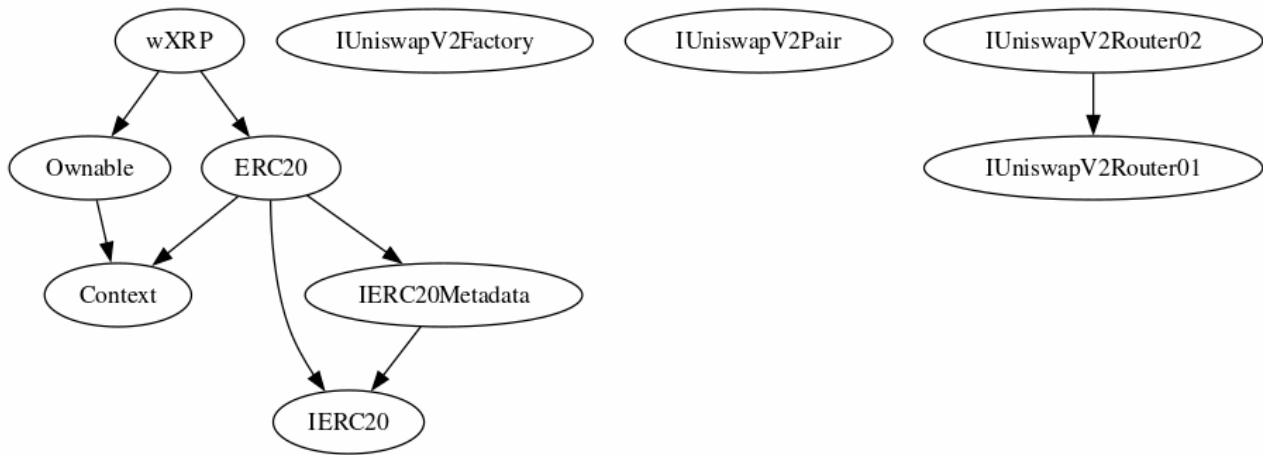 wXRP
IUniswapV2Factory
IUniswapV2Pair
IUniswapV2Router02
Ownable
ERC20
IUniswapV2Router01
Context
IERC20Metadata
IERC20